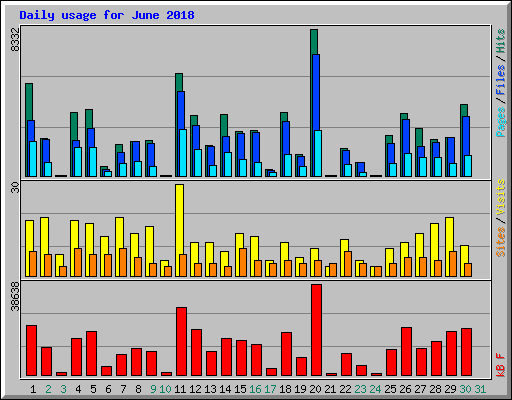 Daily usage for June 2018
8332
Pages / Files / Hits
30
Sites / Visits
38638
kB F
1 2 3 4 5 6 7 8 9 10 11 12 13 14 15 16 17 18 19 20 21 22 23 24 25 26 27 28 29 30 31